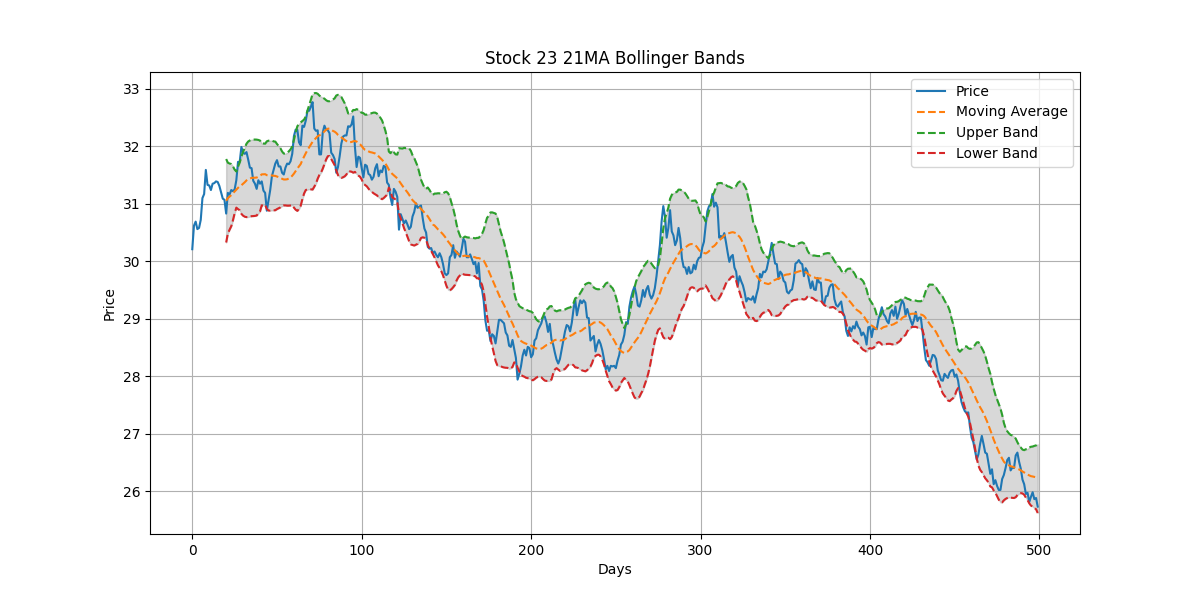 Stock 23 21MA Bollinger Bands
Price
Moving Average
Upper Band
Lower Band
33
32
31
30
29
28
27
26
Price
0
100
200
300
400
500
Days